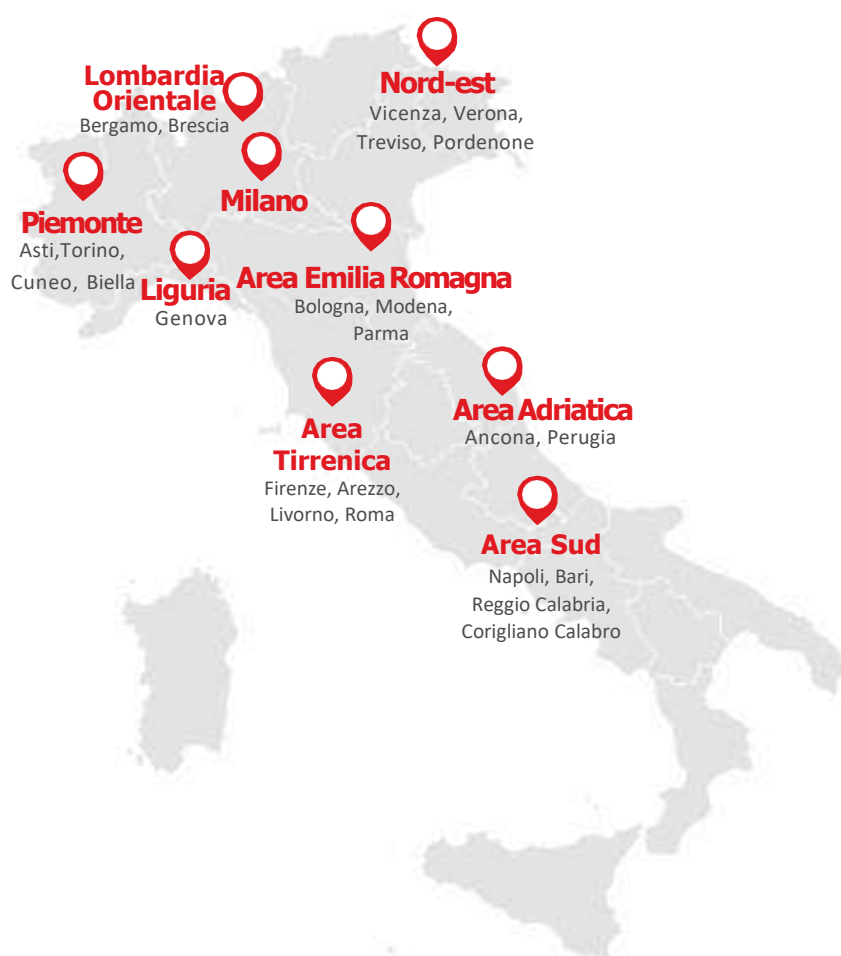 Nord-est
Vicenza, Verona,
Treviso, Pordenone
Lombardia
Orientale
Bergamo, Brescia
Milano
Piemonte
Asti,Torino,
Cuneo, Biella
Liguria
Genova
Area Emilia Romagna
Bologna, Modena,
Parma
Area Adriatica
Ancona, Perugia
Area
Tirrenica
Firenze, Arezzo,
Livorno, Roma
Area Sud
Napoli, Bari,
Reggio Calabria,
Corigliano Calabro